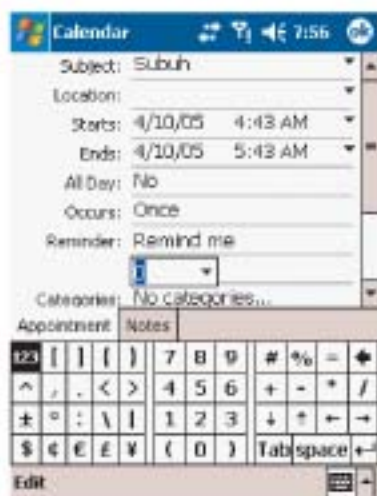 Calendar 7:56 ok
Subject: Subuh
Location:
Starts: 4/10/05 4:43 AM
Ends: 4/10/05 5:43 AM
All Day: No
Occurs: Once
Reminder: Remind me
0
Categories: No categories...
Appointment Notes
123 [ ] { } 7 8 9 # % =
^ , . < > 4 5 6 + - * /
± ° : \ | 1 2 3 ↓ ↑ ← →
$ ¢ € £ ¥ ( 0 ) Tab space
Edit